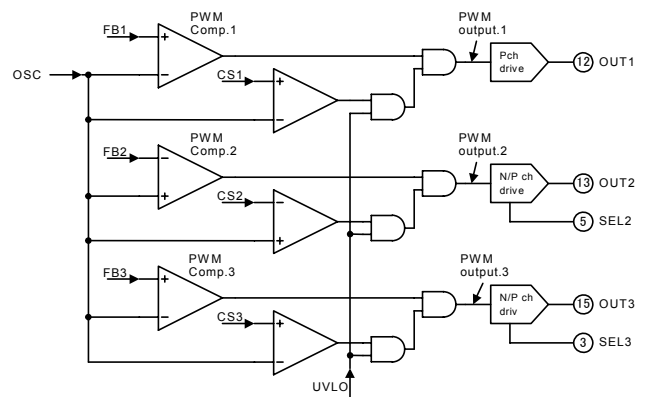 PWM
Comp.1
FB1
+
−
OSC
CS1
+
−
PWM
output.1
Pch
drive
12 OUT1
PWM
Comp.2
FB2
−
+
CS2
−
+
PWM
output.2
N/P ch
drive
13 OUT2
5 SEL2
PWM
Comp.3
FB3
+
−
CS3
+
−
PWM
output.3
N/P ch
driv
15 OUT3
3 SEL3
UVLO